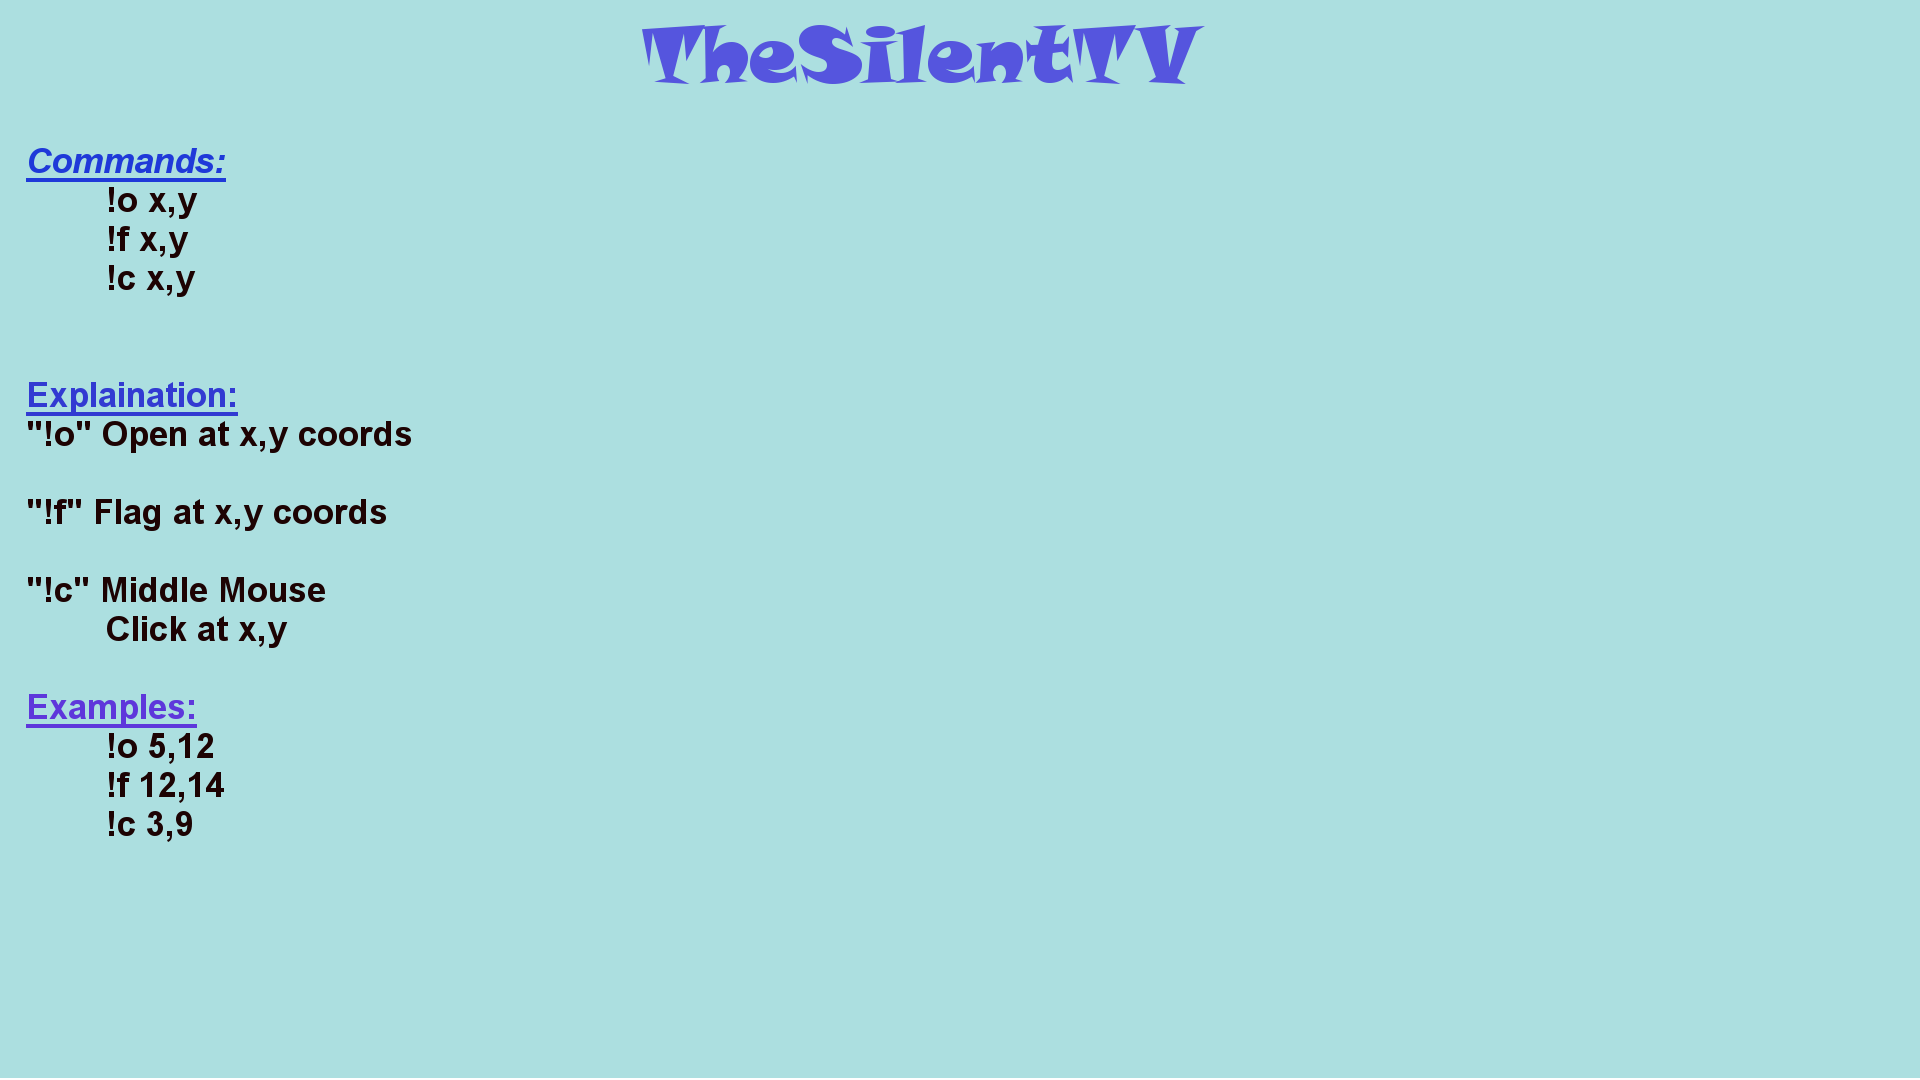 TheSilentTV
Commands:
!o x,y
!f x,y
!c x,y
Explaination:
"!o" Open at x,y coords
"!f" Flag at x,y coords
"!c" Middle Mouse
Click at x,y
Examples:
!o 5,12
!f 12,14
!c 3,9